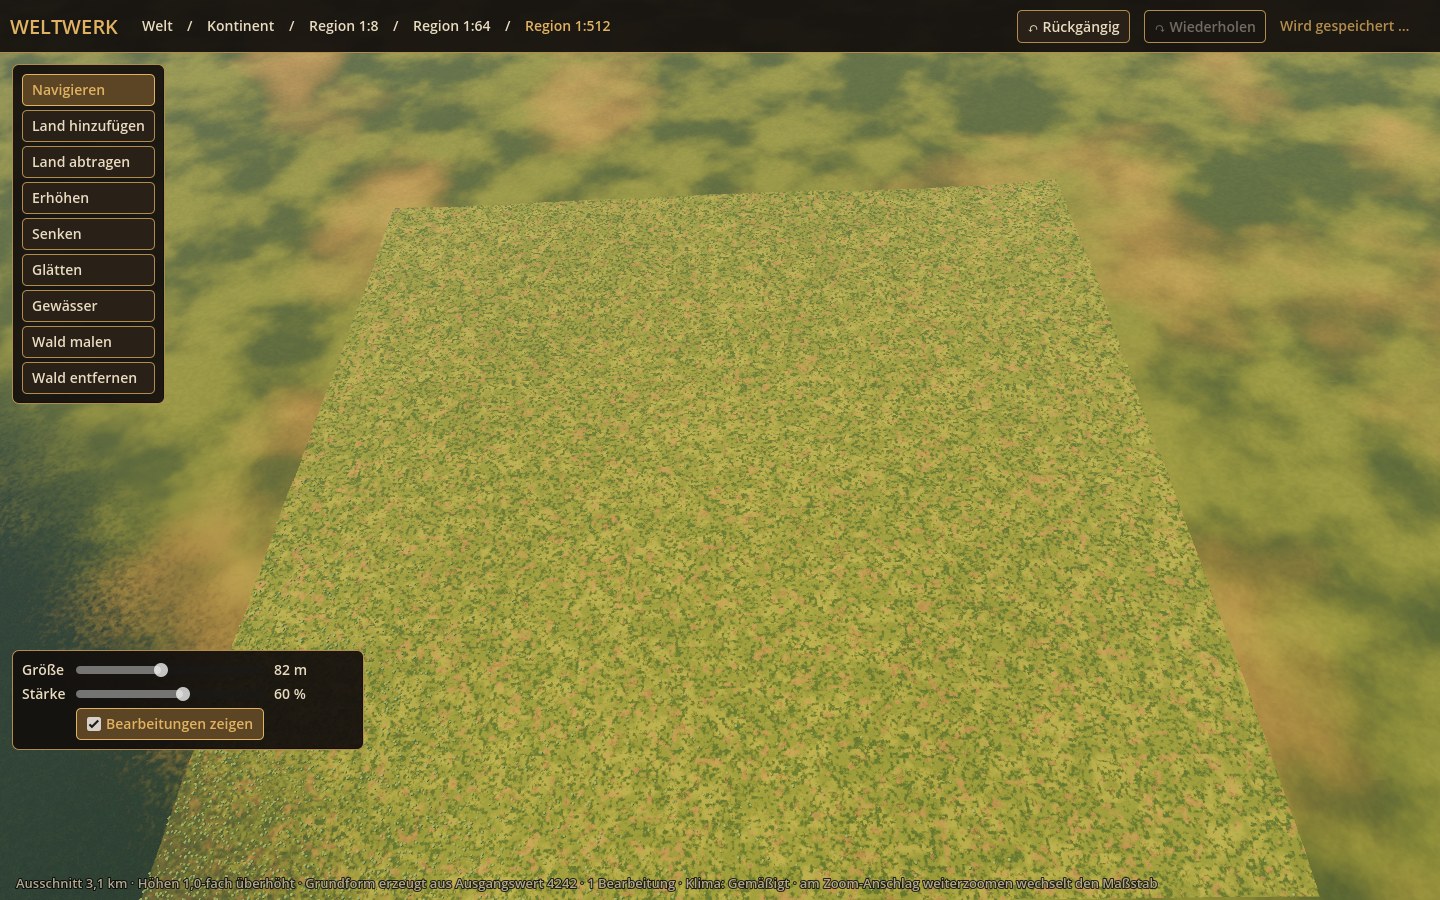 WELTWERK Welt / Kontinent / Region 1:8 / Region 1:64 / Region 1:512 Rückgängig Wiederholen Wird gespeichert ...
Navigieren
Land hinzufügen
Land abtragen
Erhöhen
Senken
Glätten
Gewässer
Wald malen
Wald entfernen
Größe 82 m
Stärke 60 %
Bearbeitungen zeigen
Ausschnitt 3,1 km · Höhen 1,0-fach überhöht · Grundform erzeugt aus Ausgangswert 4242 · 1 Bearbeitung · Klima: Gemäßigt · am Zoom-Anschlag weiterzoomen wechselt den Maßstab